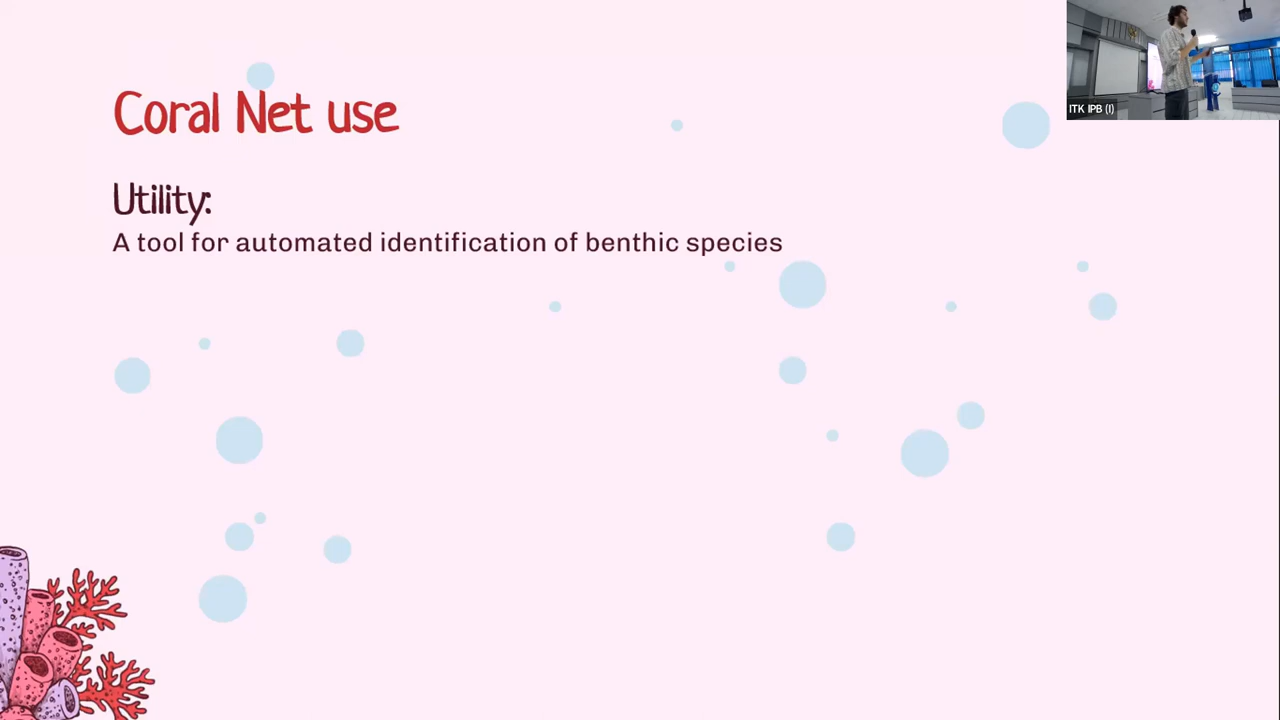 Coral Net use
Utility:
A tool for automated identification of benthic species
ITK IPB (I)